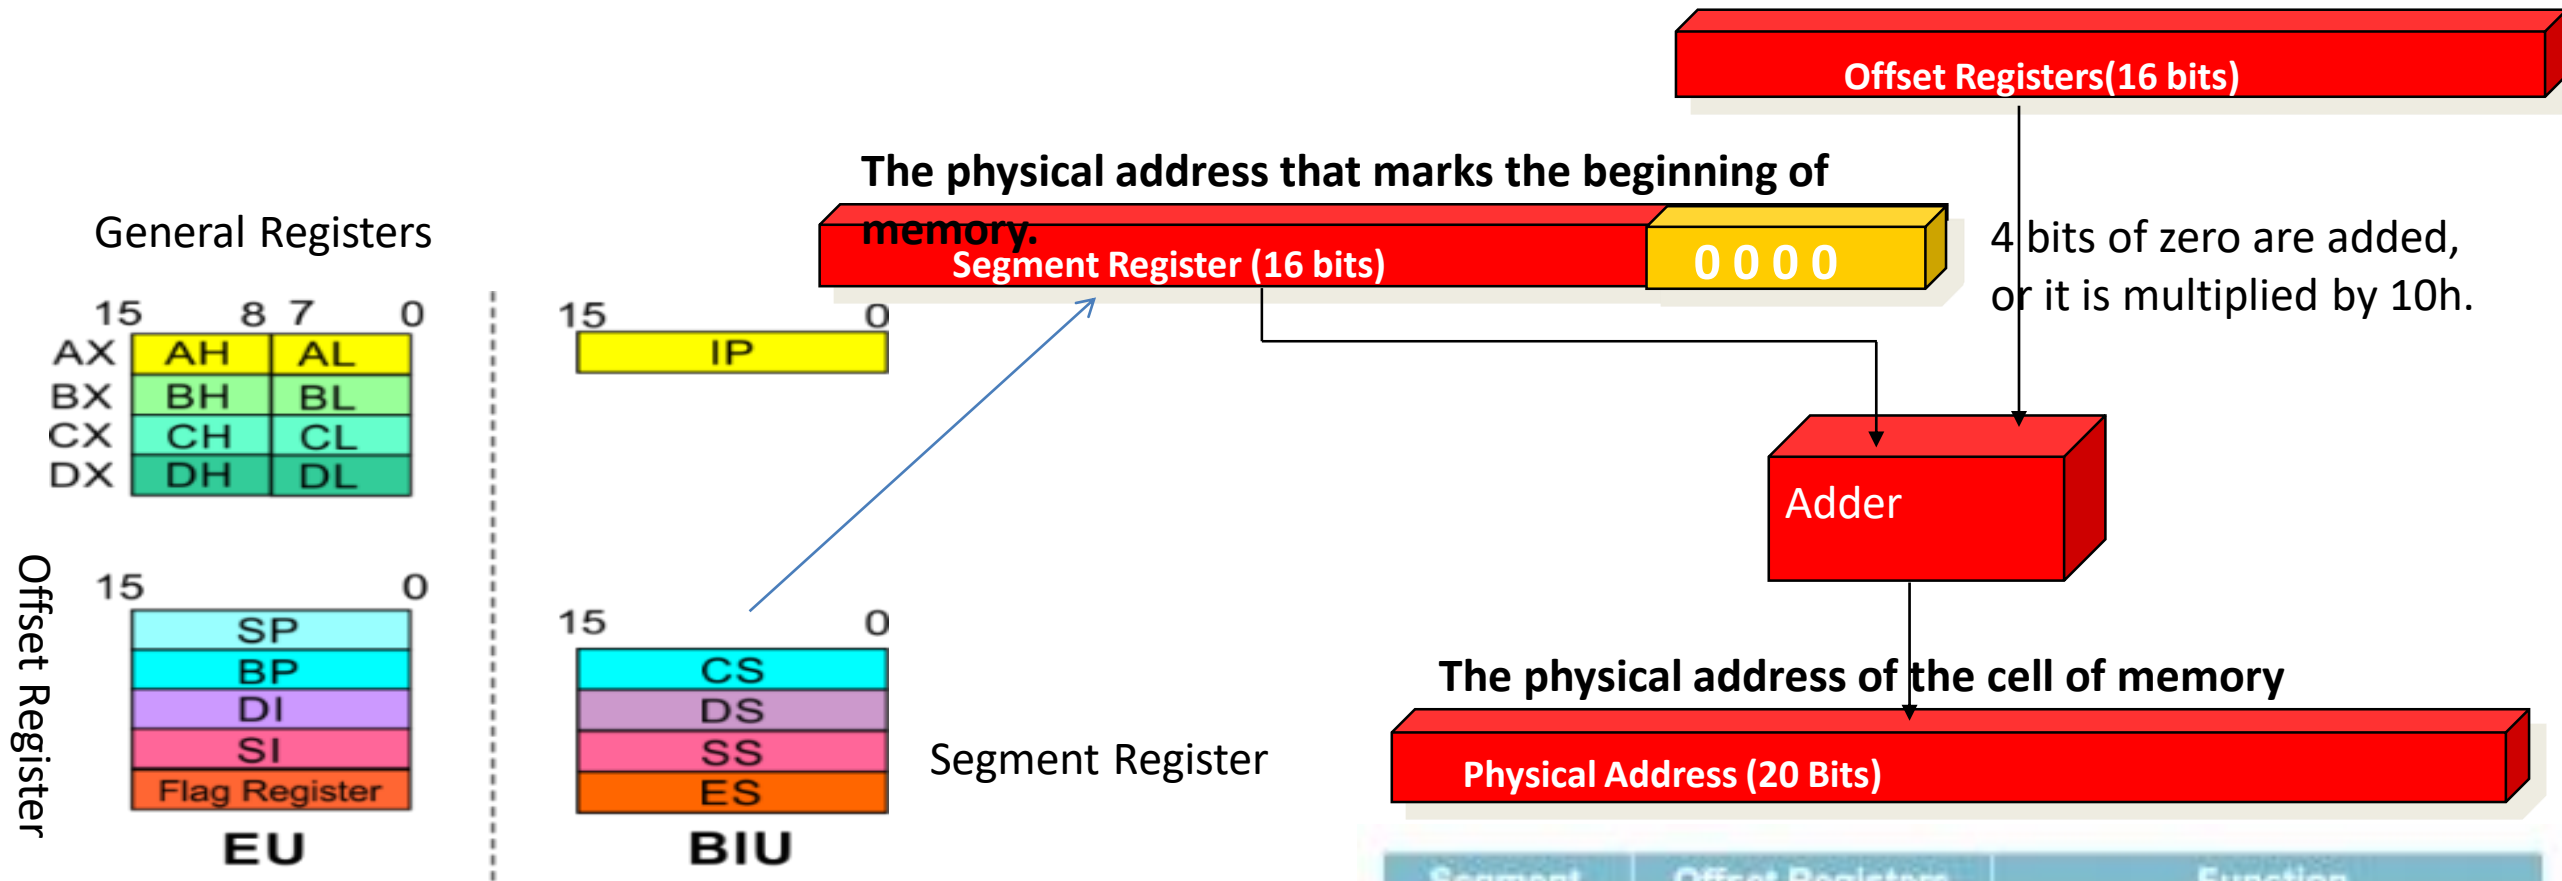 Offset Registers(16 bits)
The physical address that marks the beginning of
memory.
Segment Register (16 bits)
0 0 0 0
4 bits of zero are added,
or it is multiplied by 10h.
General Registers
15 8 7 0
AX AH AL
BX BH BL
CX CH CL
DX DH DL
15 0
IP
Adder
Offset Register
15 0
SP
BP
DI
SI
Flag Register
EU
15 0
CS
DS
SS
ES
BIU
Segment Register
The physical address of the cell of memory
Physical Address (20 Bits)
Segment Offset Registers Function